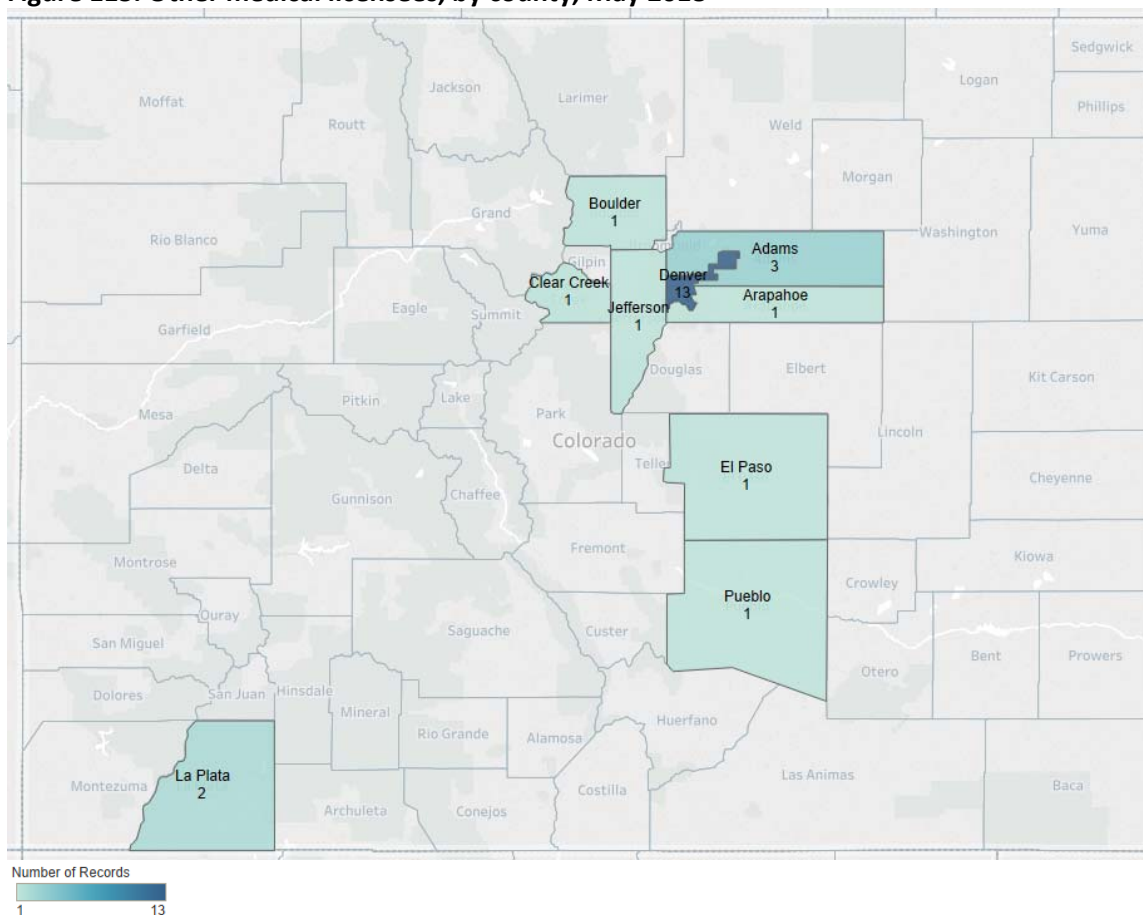 Other medical licensees, by county, May
Sedgwick
Logan
Jackson
Larimer
Moffat
Phillips
Routt
Weld
Morgan
Boulder
1
Grand
Washington
Yuma
Rio Blanco
Adams
3
Gilpin
Denver
13
Clear Creek
1
Arapahoe
1
Jefferson
1
Eagle
Summit
Garfield
Douglas
Elbert
Kit Carson
Pitkin
Lake
Mesa
Park
Lincoln
Colorado
Delta
Teller
El Paso
1
Cheyenne
Gunnison
Chaffee
Fremont
Kiowa
Montrose
Crowley
Pueblo
1
Ouray
Saguache
Custer
San Miguel
Bent
Prowers
Otero
Dolores
San Juan
Hinsdale
Mineral
Huerfano
Rio Grande
Alamosa
La Plata
2
Montezuma
Las Animas
Costilla
Baca
Archuleta
Conejos
Number of Records
1 13